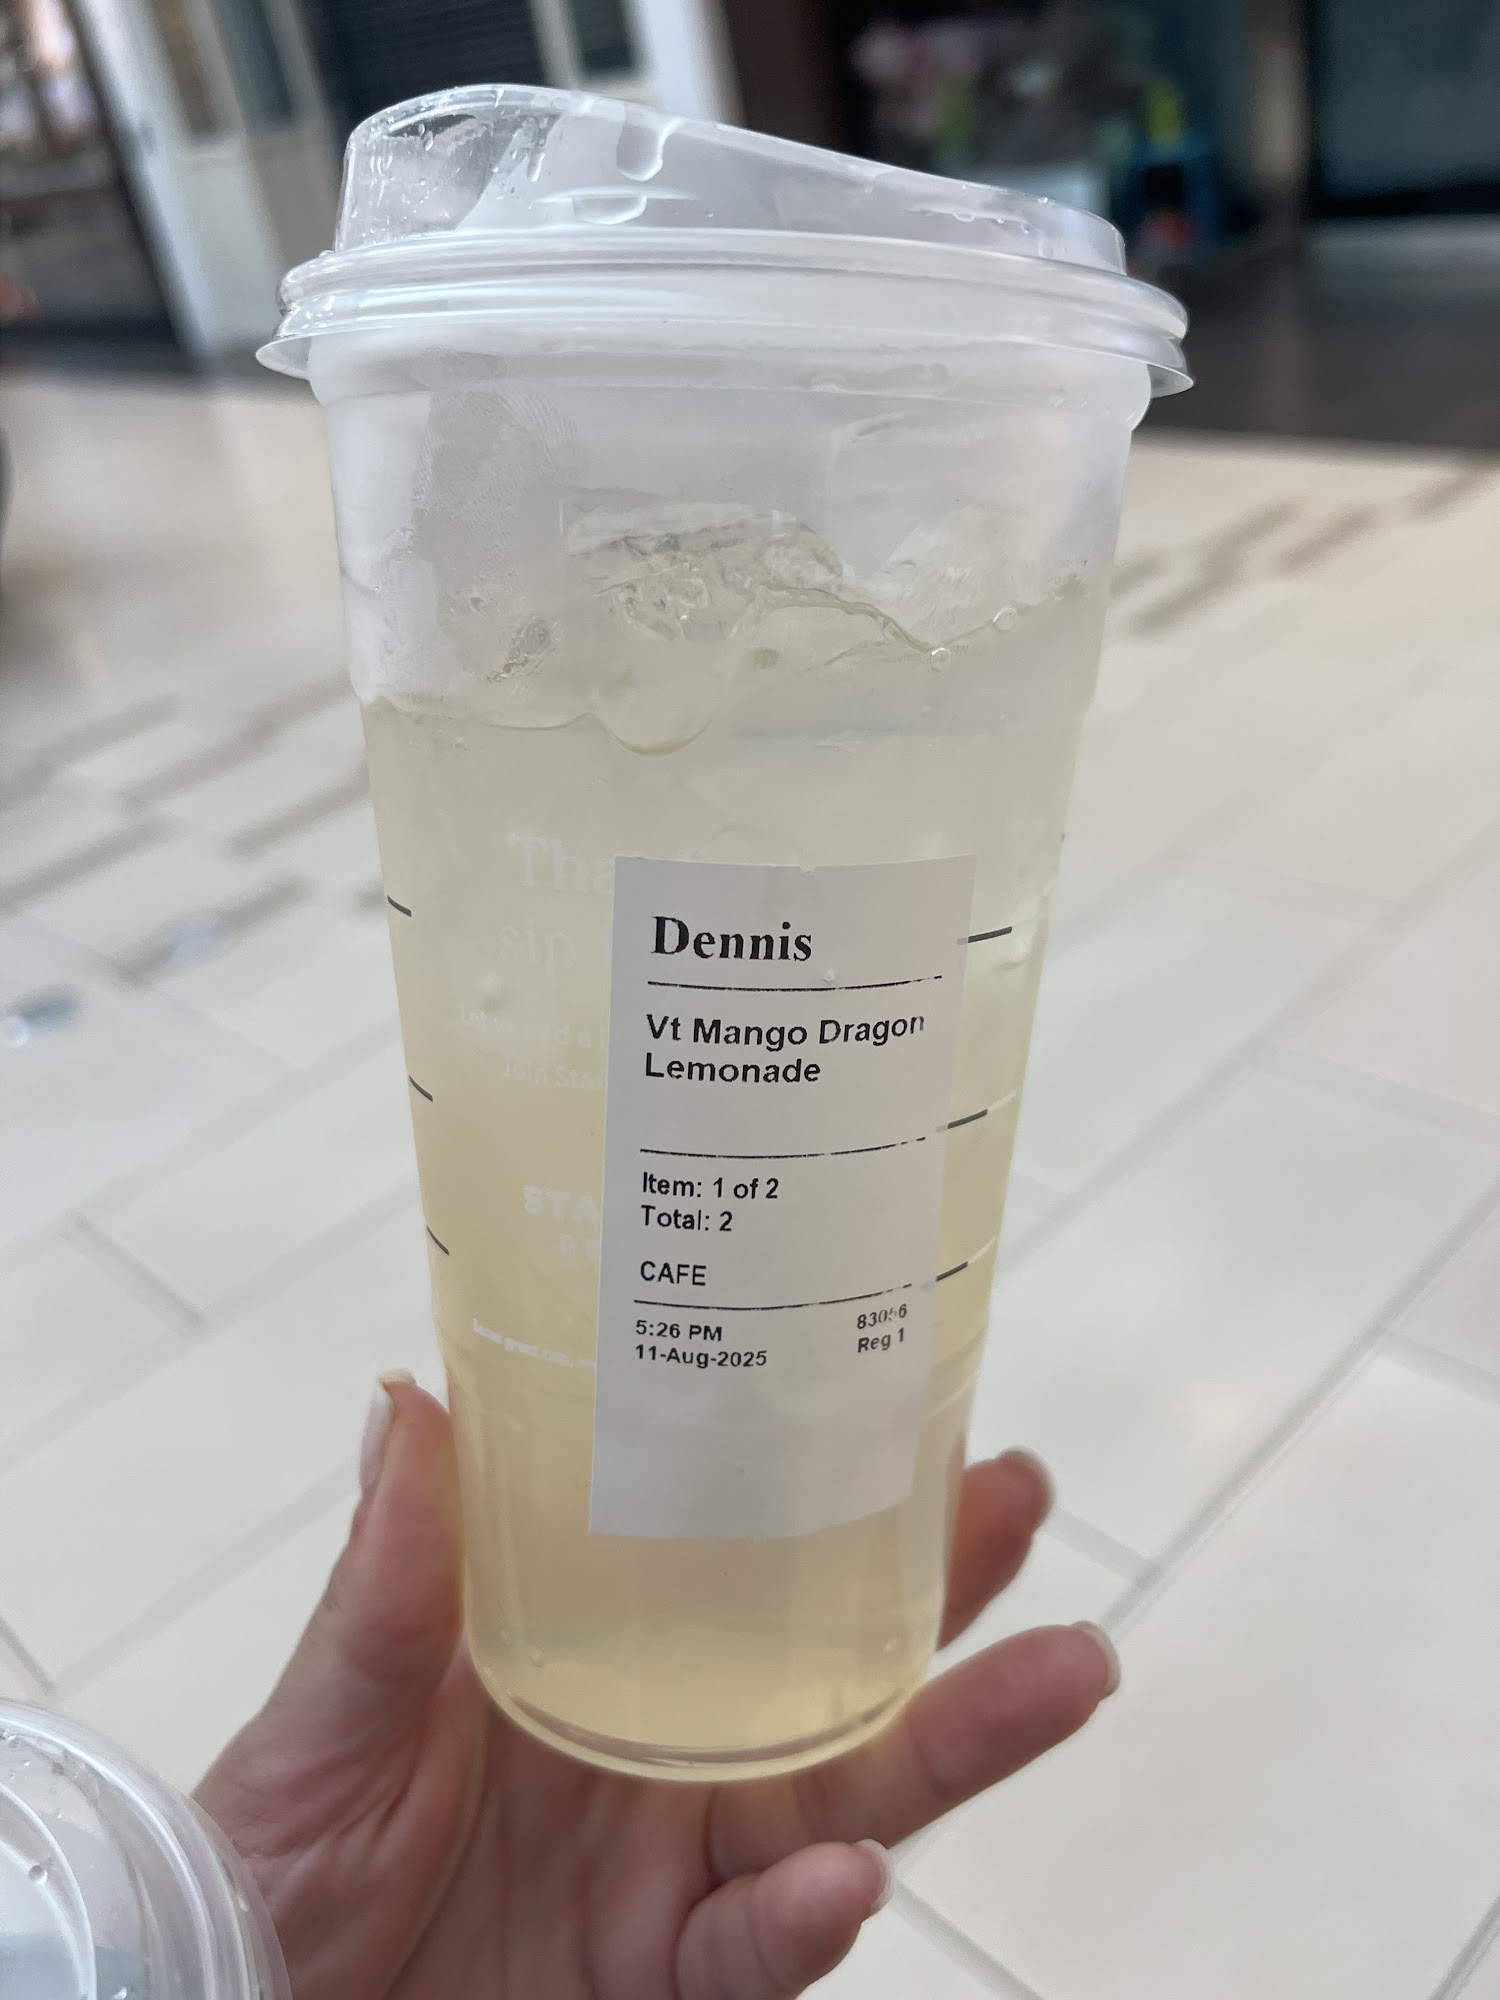 sip
Dennis
Vt Mango Dragon
Lemonade
Item: 1 of 2
Total: 2
CAFE
5:26 PM
11-Aug-2025
Reg 1